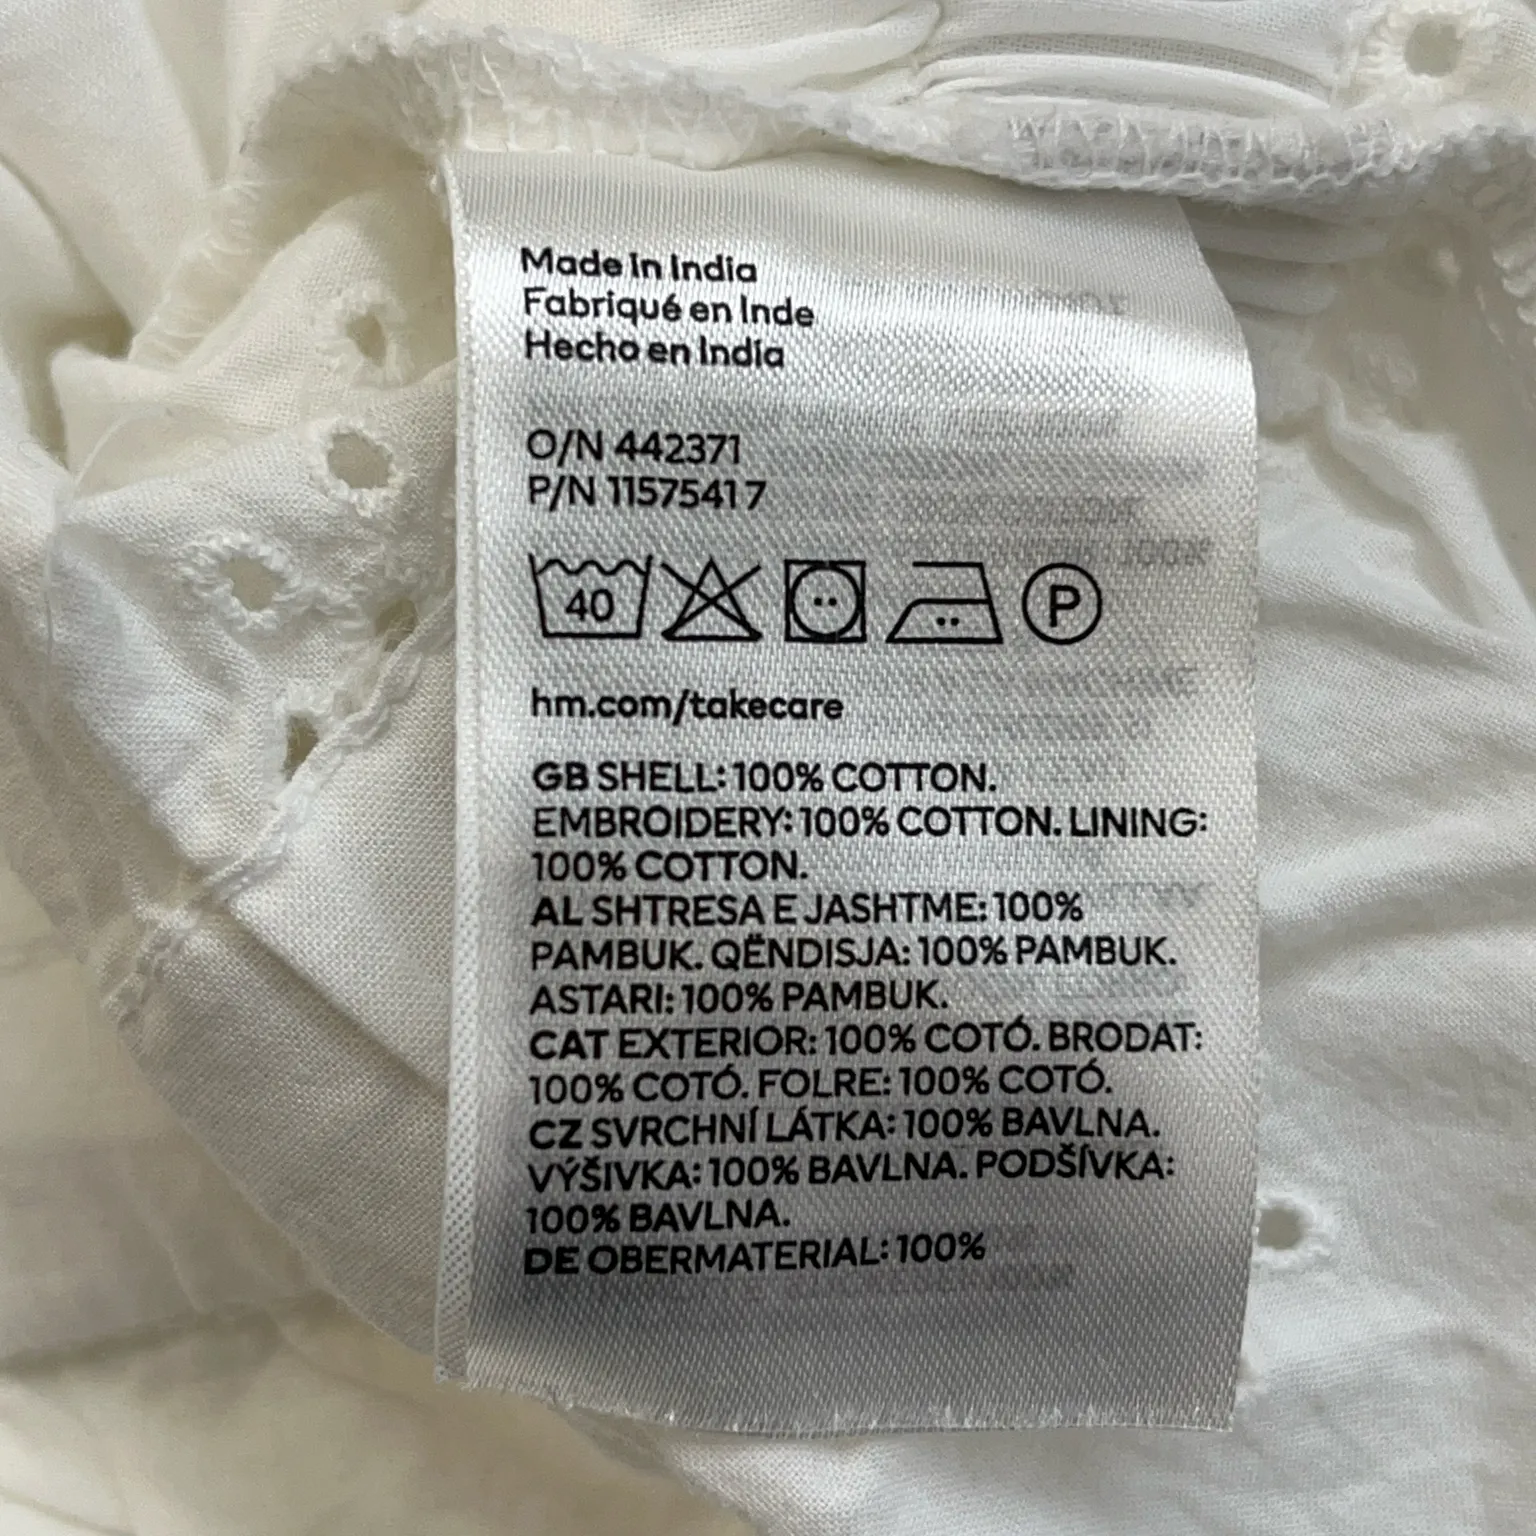 Made in India
Fabriqué en Inde
Hecho en India
O/N 442371
P/N 11575417
40 P
hm.com/takecare
GB SHELL: 100% COTTON.
EMBROIDERY: 100% COTTON. LINING:
100% COTTON.
AL SHTRESA E JASHTME: 100%
PAMBUK. QËNDISJA: 100% PAMBUK.
ASTARI: 100% PAMBUK.
CAT EXTERIOR: 100% COTÓ. BRODAT:
100% COTÓ. FOLRE: 100% COTÓ.
CZ SVRCHNÍ LÁTKA: 100% BAVLNA.
VÝŠIVKA: 100% BAVLNA. PODŠÍVKA:
100% BAVLNA.
DE OBERMATERIAL: 100%